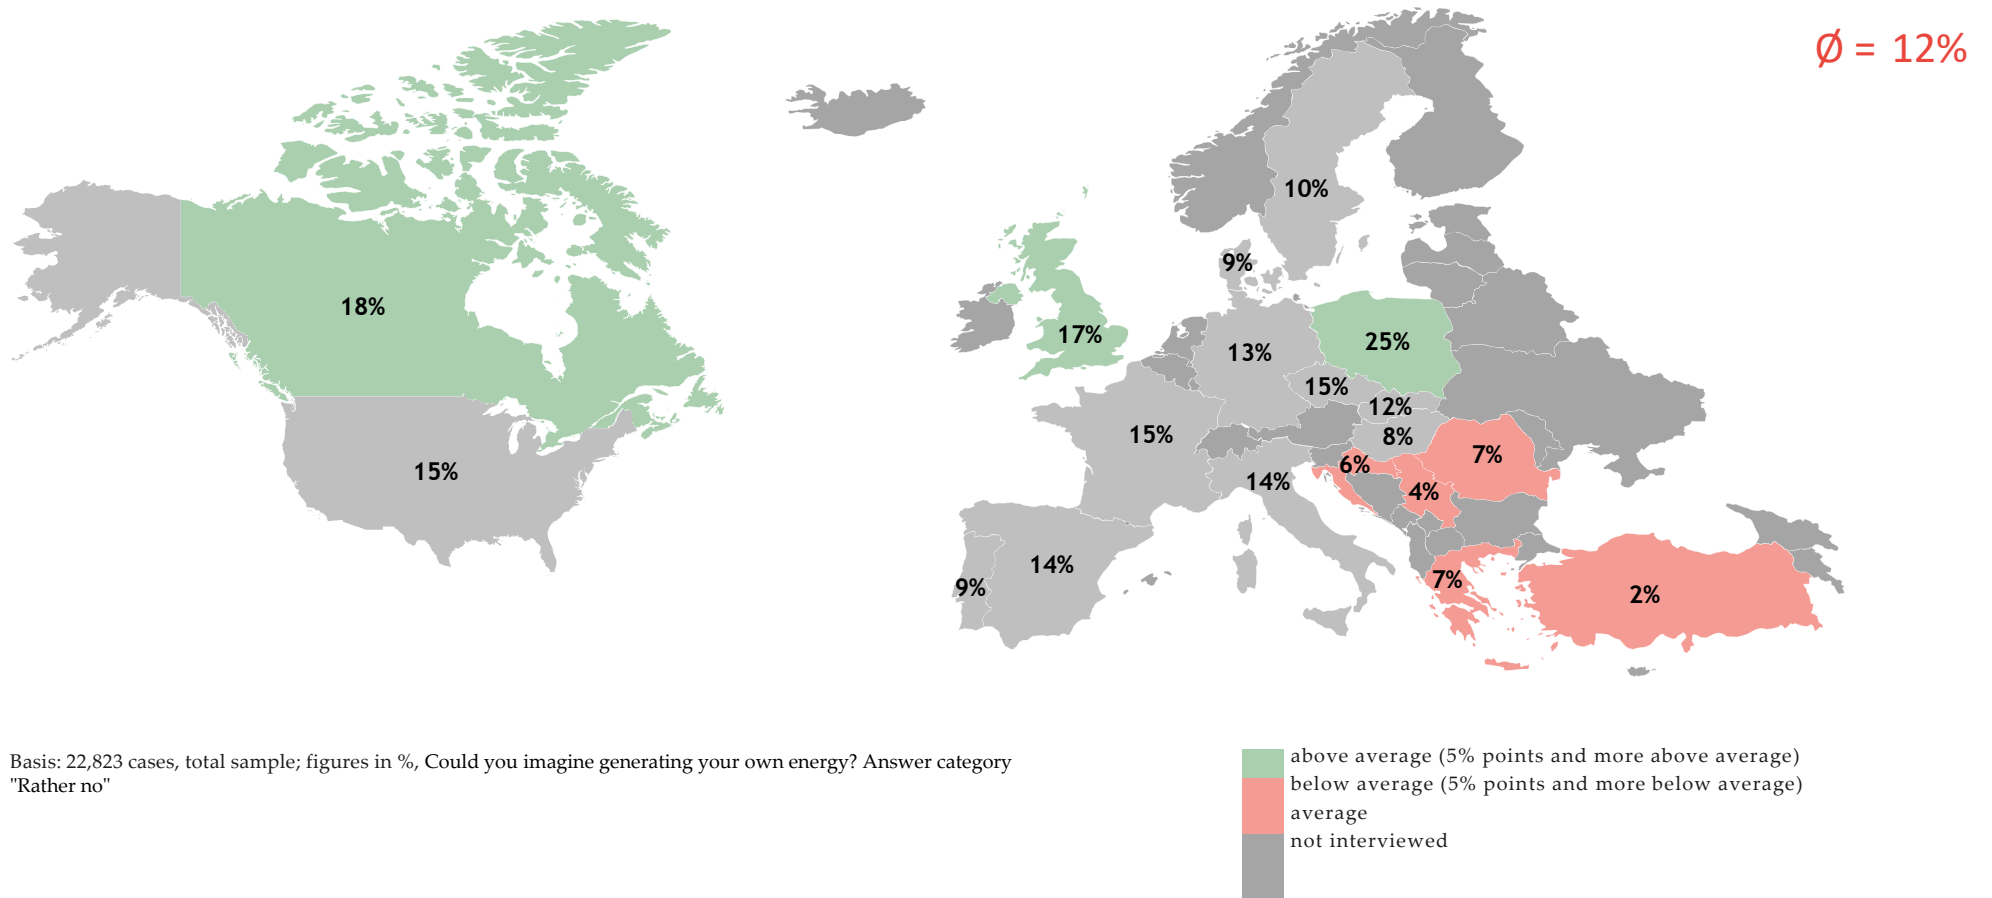 Ø = 12%
10%
9%
18%
17%
25%
13%
15%
12%
15%
8%
7%
6%
15%
14%
4%
14%
9%
7%
2%
Basis: 22,823 cases, total sample; figures in %, Could you imagine generating your own energy? Answer category
"Rather no"
above average (5% points and more above average)
below average (5% points and more below average)
average
not interviewed